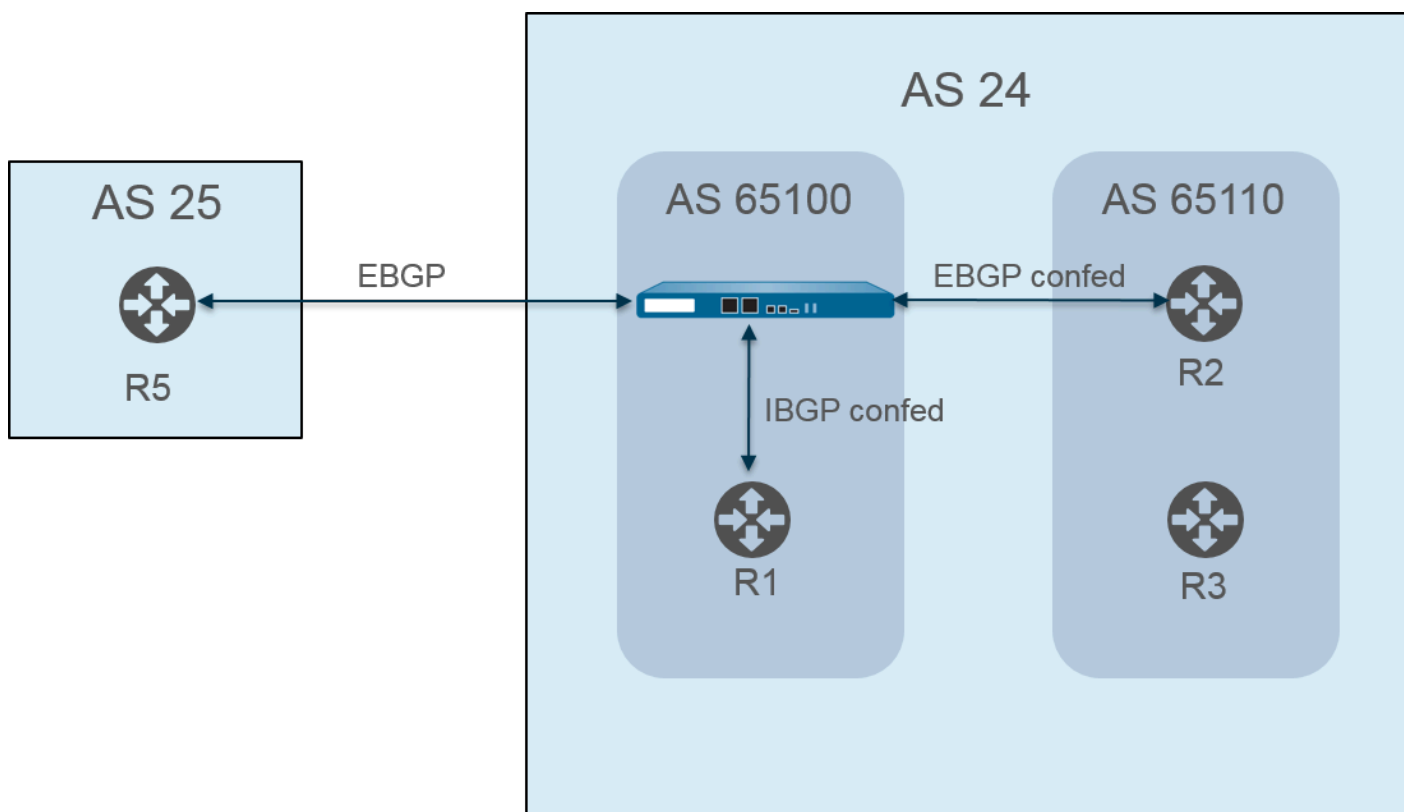 AS 24
AS 25
AS 65100
AS 65110
EBGP
EBGP confed
R5
R2
IBGP confed
R1
R3